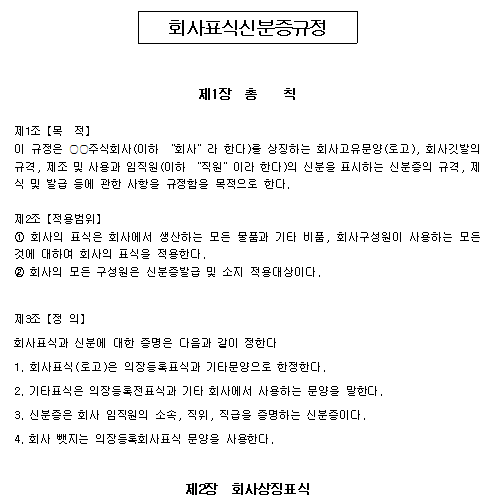 회사표식신분증규정
제1장 총 칙
제1조 [목 적]
이 규정은 ○○주식회사(이하 "회사"라 한다)를 상징하는 회사고유문양(로고), 회사깃발의
규격, 제조 및 사용과 임직원(이하 "직원"이라 한다)의 신분을 표시하는 신분증의 규격, 제
식 및 발급 등에 관한 사항을 규정함을 목적으로 한다.
제2조 [적용범위]
① 회사의 표식은 회사에서 생산하는 모든 물품과 기타 비품, 회사구성원이 사용하는 모든
것에 대하여 회사의 표식을 적용한다.
② 회사의 모든 구성원은 신분증발급 및 소지 적용대상이다.
제3조 [정 의]
회사표식과 신분에 대한 증명은 다음과 같이 정한다
1. 회사표식(로고)은 의장등록표식과 기타문양으로 한정한다.
2. 기타표식은 의장등록전표식과 기타 회사에서 사용하는 문양을 말한다.
3. 신분증은 회사 임직원의 소속, 직위, 직급을 증명하는 신분증이다.
4. 회사 뺏지는 의장등록회사표식 문양을 사용한다.
제2장 회사상징표식